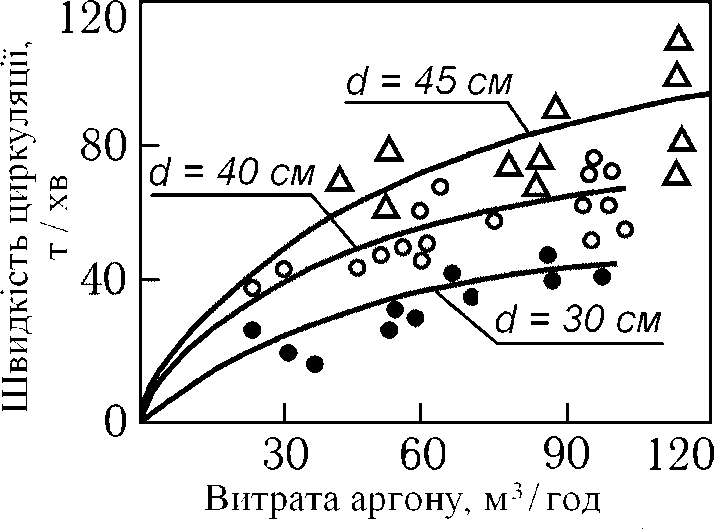 Швидкість циркуляції,
т / хв
120
80
40
0
d = 45 см
d = 40 см
d = 30 см
30 60 90 120
Витрата аргону, м³/год